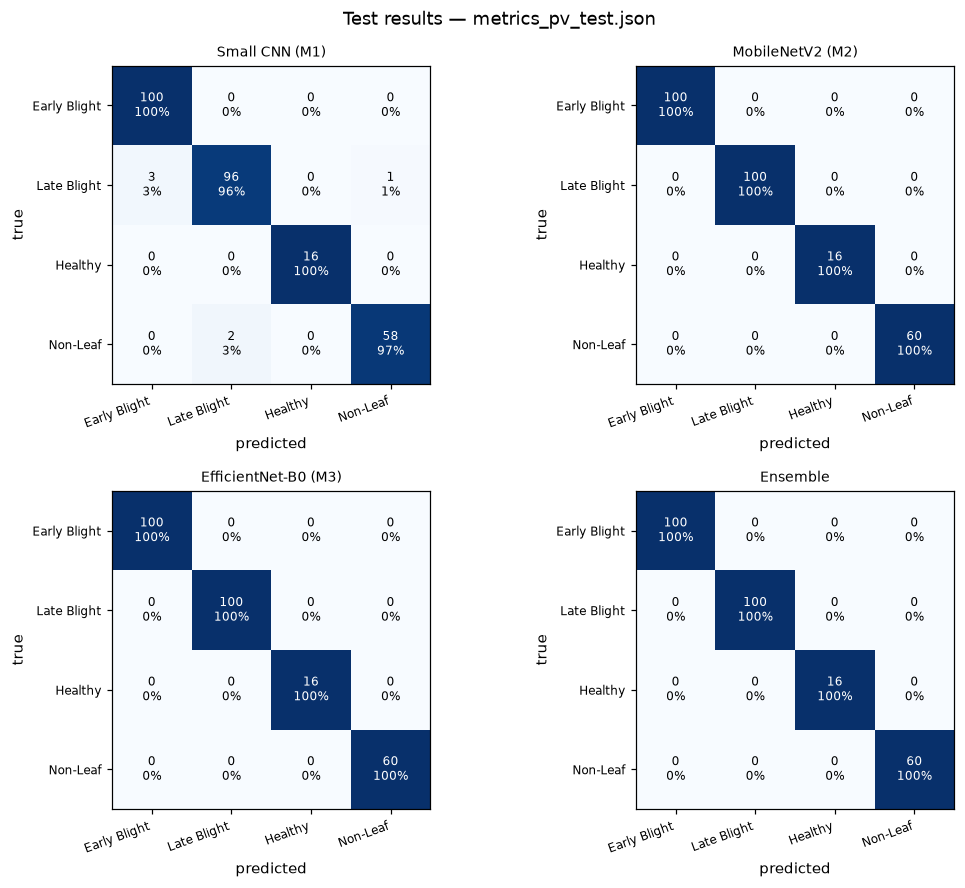 Test results — metrics_pv_test.json
Small CNN (M1)
Early Blight 100 0 0 0
100% 0% 0% 0%
Late Blight 3 96 0 1
3% 96% 0% 1%
Healthy 0 0 16 0
0% 0% 100% 0%
Non-Leaf 0 2 0 58
0% 3% 0% 97%
Early Blight Late Blight Healthy Non-Leaf
predicted
true
MobileNetV2 (M2)
Early Blight 100 0 0 0
100% 0% 0% 0%
Late Blight 0 100 0 0
0% 100% 0% 0%
Healthy 0 0 16 0
0% 0% 100% 0%
Non-Leaf 0 0 0 60
0% 0% 0% 100%
Early Blight Late Blight Healthy Non-Leaf
predicted
true
EfficientNet-B0 (M3)
Early Blight 100 0 0 0
100% 0% 0% 0%
Late Blight 0 100 0 0
0% 100% 0% 0%
Healthy 0 0 16 0
0% 0% 100% 0%
Non-Leaf 0 0 0 60
0% 0% 0% 100%
Early Blight Late Blight Healthy Non-Leaf
predicted
true
Ensemble
Early Blight 100 0 0 0
100% 0% 0% 0%
Late Blight 0 100 0 0
0% 100% 0% 0%
Healthy 0 0 16 0
0% 0% 100% 0%
Non-Leaf 0 0 0 60
0% 0% 0% 100%
Early Blight Late Blight Healthy Non-Leaf
predicted
true